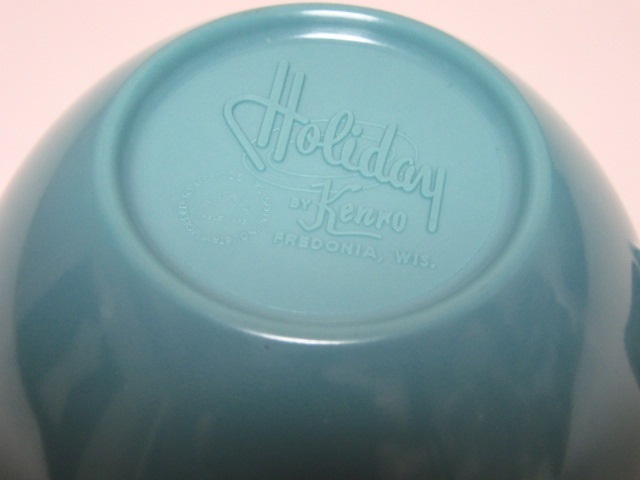 Holiday
BY Kenro
FREDONIA, WIS.